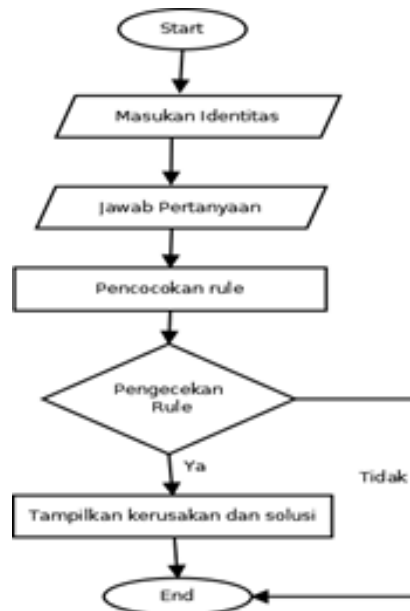 Start
Masukan Identitas
Jawab Pertanyaan
Pencocokan rule
Pengecekan
Rule
Ya
Tidak
Tampilkan kerusakan dan solusi
End